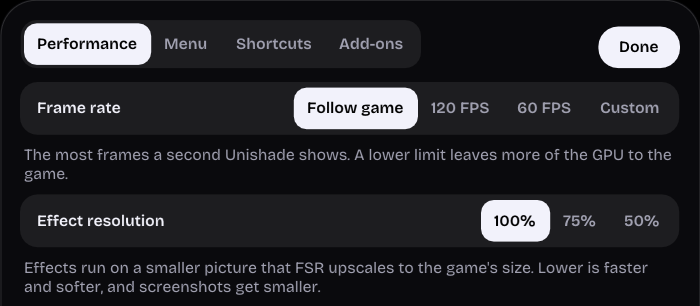 Performance Menu Shortcuts Add-ons Done
Frame rate Follow game 120 FPS 60 FPS Custom
The most frames a second Unishade shows. A lower limit leaves more of the GPU to the
game.
Effect resolution 100% 75% 50%
Effects run on a smaller picture that FSR upscales to the game's size. Lower is faster
and softer, and screenshots get smaller.